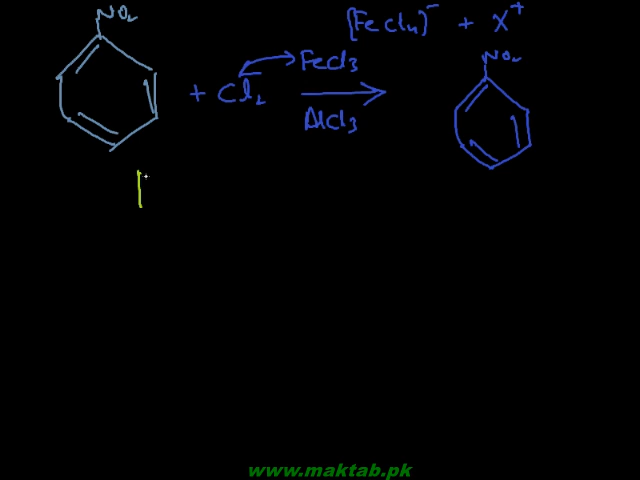 NO₂
[FeCl4]⁻ + X⁺
FeCl3
NO₂
+ Cl₂
AlCl3
www.maktab.pk